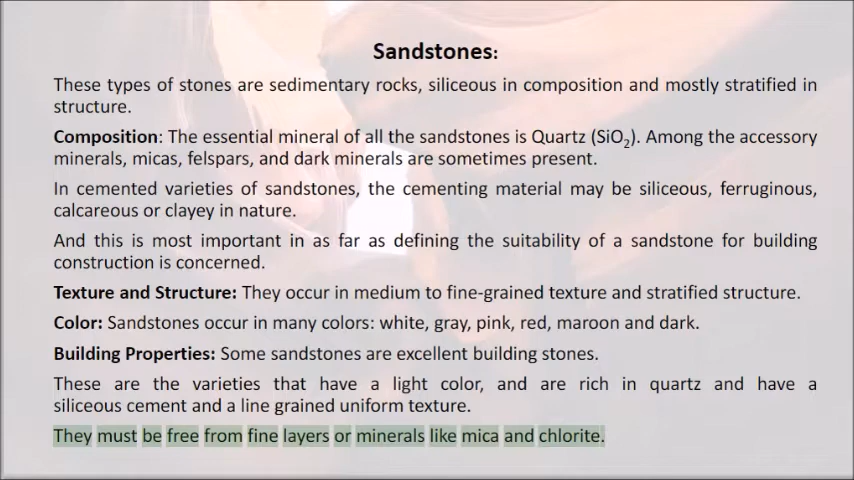 Sandstones:
These types of stones are sedimentary rocks, siliceous in composition and mostly stratified in
structure.
Composition: The essential mineral of all the sandstones is Quartz (SiO₂). Among the accessory
minerals, micas, felspars, and dark minerals are sometimes present.
In cemented varieties of sandstones, the cementing material may be siliceous, ferruginous,
calcareous or clayey in nature.
And this is most important in as far as defining the suitability of a sandstone for building
construction is concerned.
Texture and Structure: They occur in medium to fine-grained texture and stratified structure.
Color: Sandstones occur in many colors: white, gray, pink, red, maroon and dark.
Building Properties: Some sandstones are excellent building stones.
These are the varieties that have a light color, and are rich in quartz and have a
siliceous cement and a line grained uniform texture.
They must be free from fine layers or minerals like mica and chlorite.